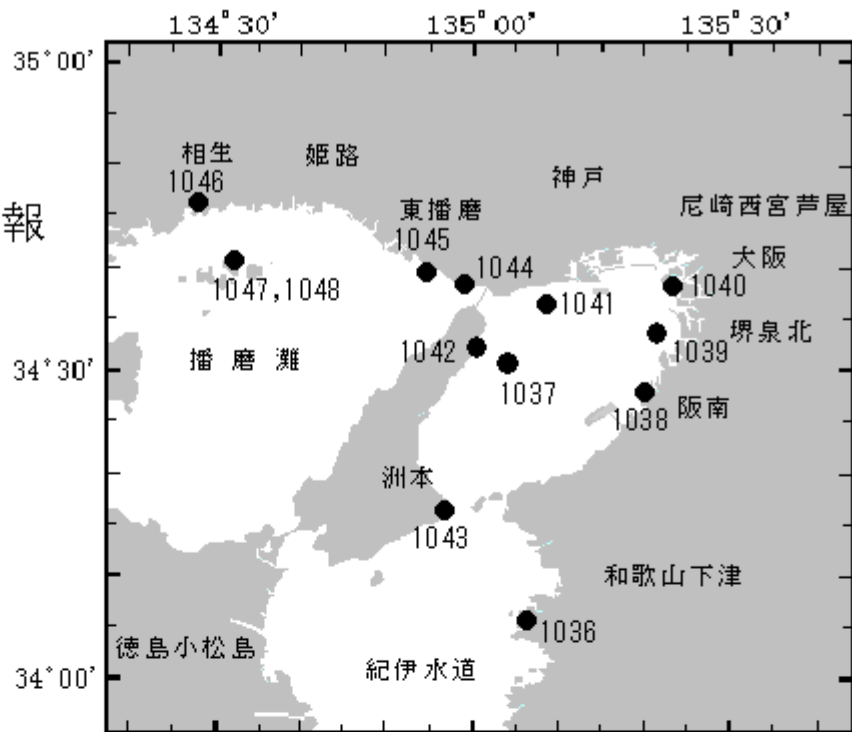 134°30'
135°00'
135°30'
35°00'
相生
姫路
神戸
1046
報
東播磨
尼崎西宮芦屋
1045
1044
大阪
1047,1048
1041
1040
播磨灘
1042
1039
堺泉北
34°30'
1037
1038
阪南
洲本
1043
和歌山下津
1036
徳島小松島
紀伊水道
34°00'